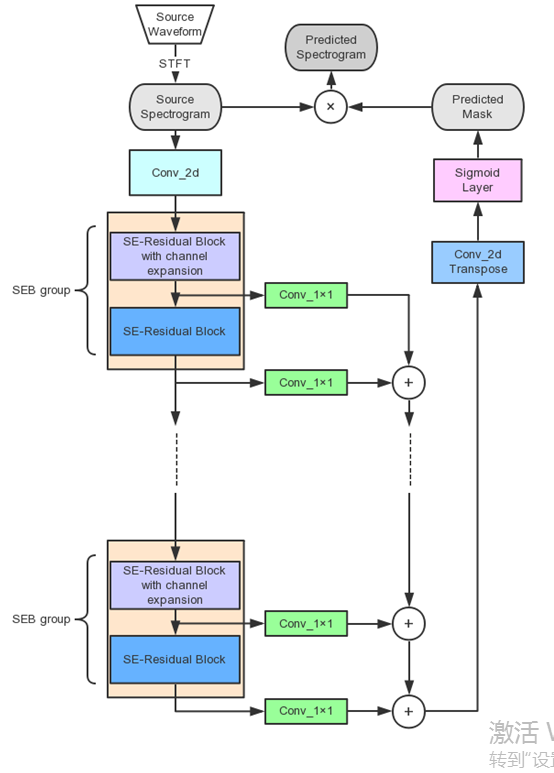 Source
Waveform
STFT
Source
Spectrogram
Predicted
Spectrogram
×
Predicted
Mask
Conv_2d
Sigmoid
Layer
Conv_2d
Transpose
SEB group
SE-Residual Block
with channel
expansion
Conv_1×1
SE-Residual Block
Conv_1×1
+
SEB group
SE-Residual Block
with channel
expansion
Conv_1×1
+
SE-Residual Block
Conv_1×1
+
激活
转到"设